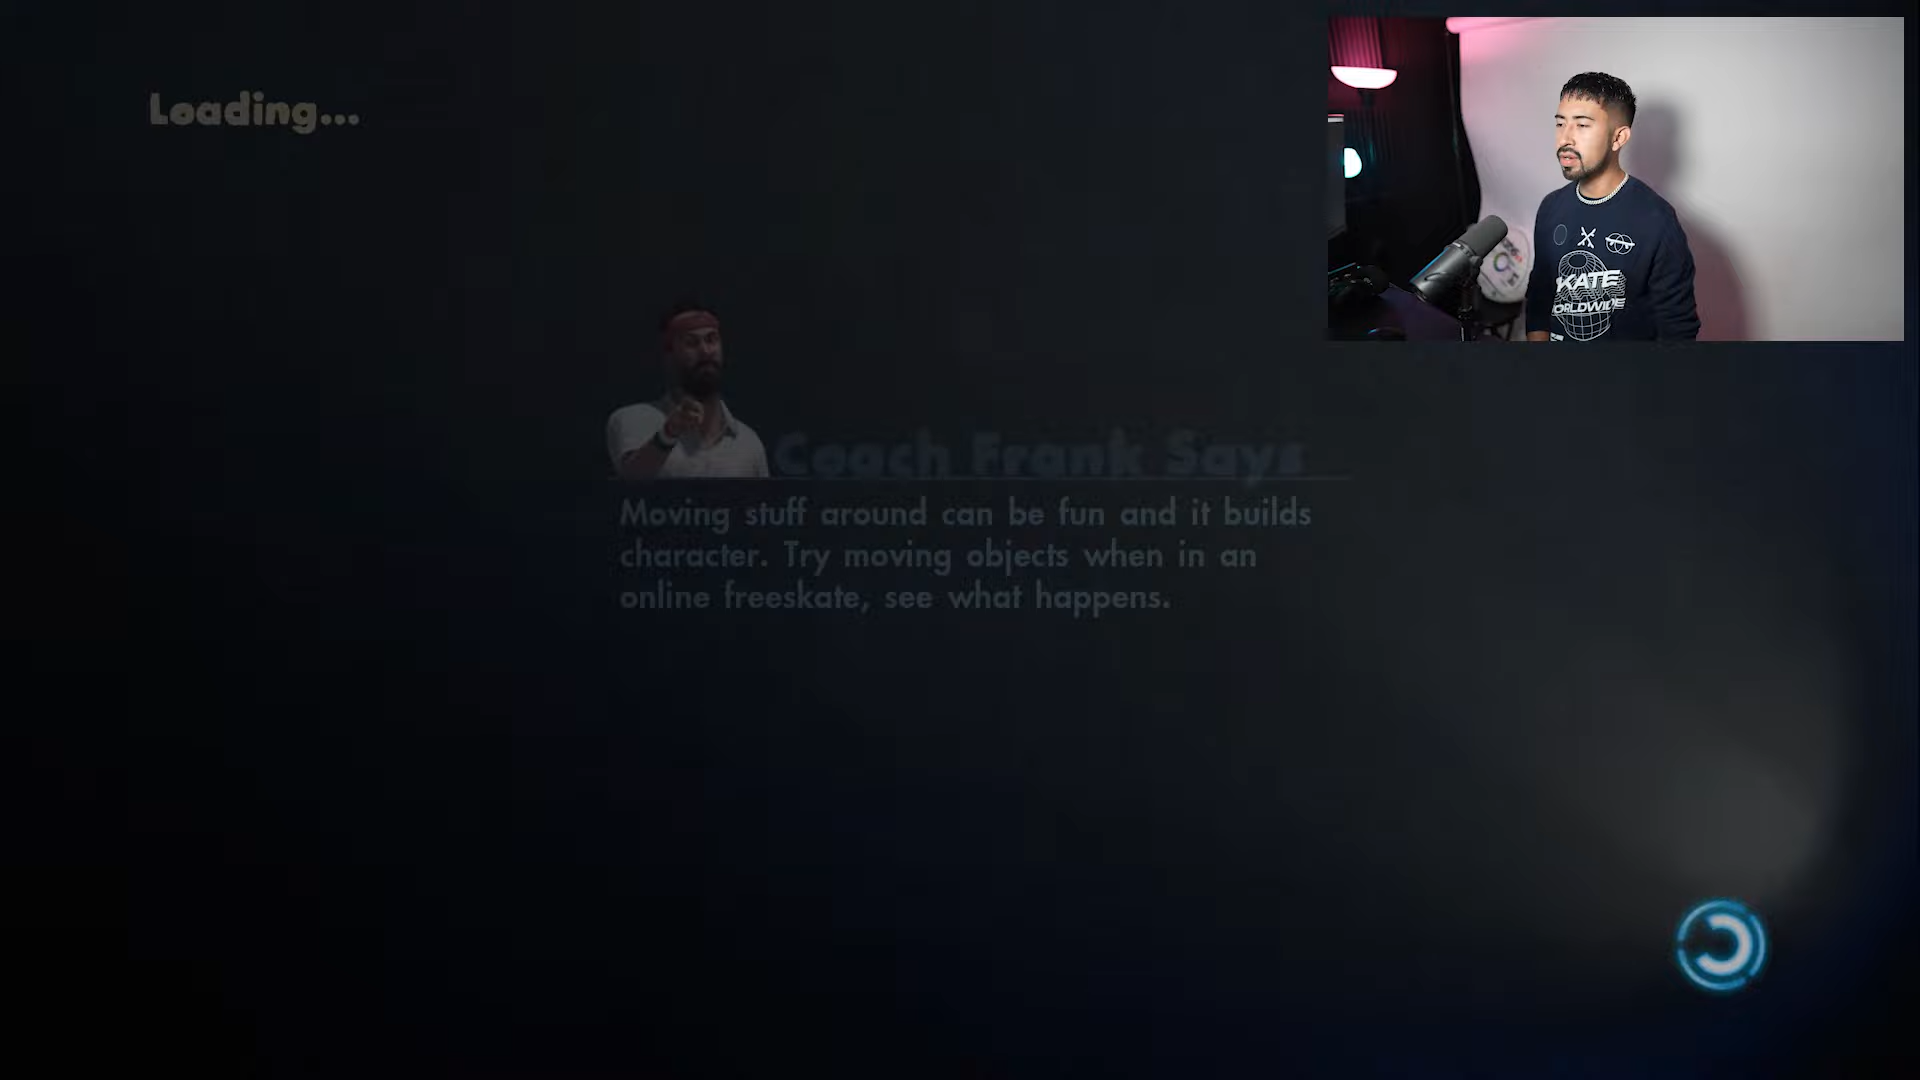 Loading...
Coach Frank Says
Moving stuff around can be fun and it builds
character. Try moving objects when in an
online freeskate, see what happens.
KATE
ORLDWIDE